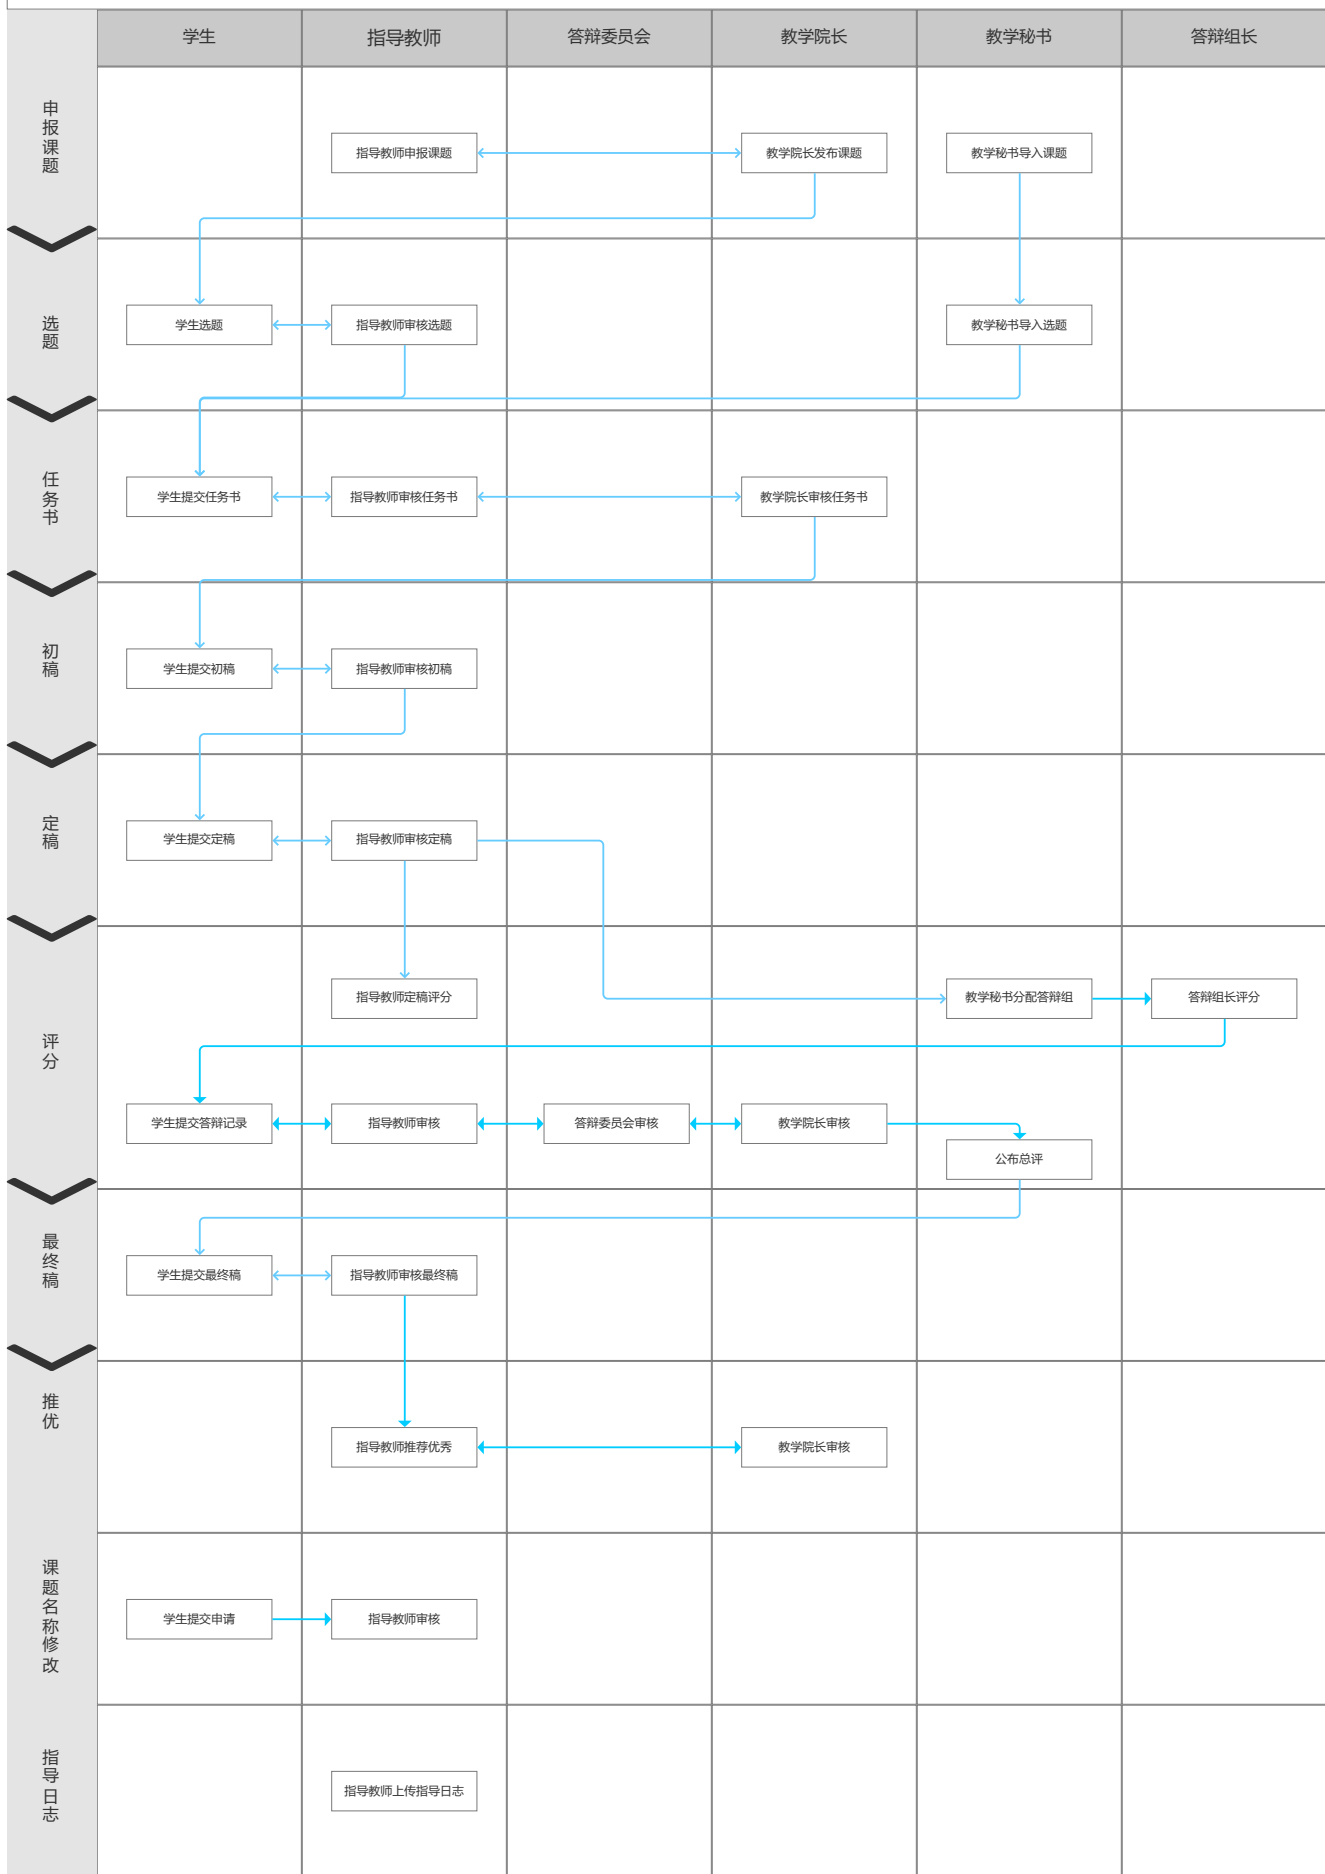 学生 指导教师 答辩委员会 教学院长 教学秘书 答辩组长
申报课题
指导教师申报课题 教学院长发布课题 教学秘书导入课题
选题
学生选题 指导教师审核选题 教学秘书导入选题
任务书
学生提交任务书 指导教师审核任务书 教学院长审核任务书
初稿
学生提交初稿 指导教师审核初稿
定稿
学生提交定稿 指导教师审核定稿
评分
指导教师定稿评分 教学秘书分配答辩组 答辩组长评分
学生提交答辩记录 指导教师审核 答辩委员会审核 教学院长审核
公布总评
最终稿
学生提交最终稿 指导教师审核最终稿
推优
指导教师推荐优秀 教学院长审核
课题名称修改
学生提交申请 指导教师审核
指导日志
指导教师上传指导日志